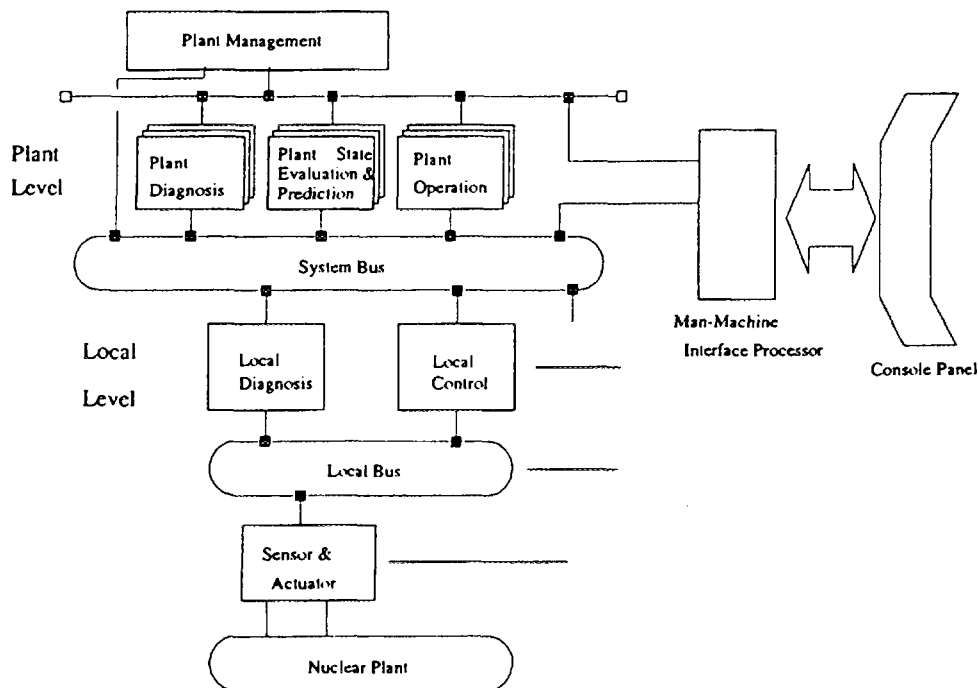 Plant Management
Plant
Level
Plant
Diagnosis
Plant State
Evaluation &
Prediction
Plant
Operation
System Bus
Man-Machine
Interface Processor
Console Panel
Local
Level
Local
Diagnosis
Local
Control
Local Bus
Sensor &
Actuator
Nuclear Plant